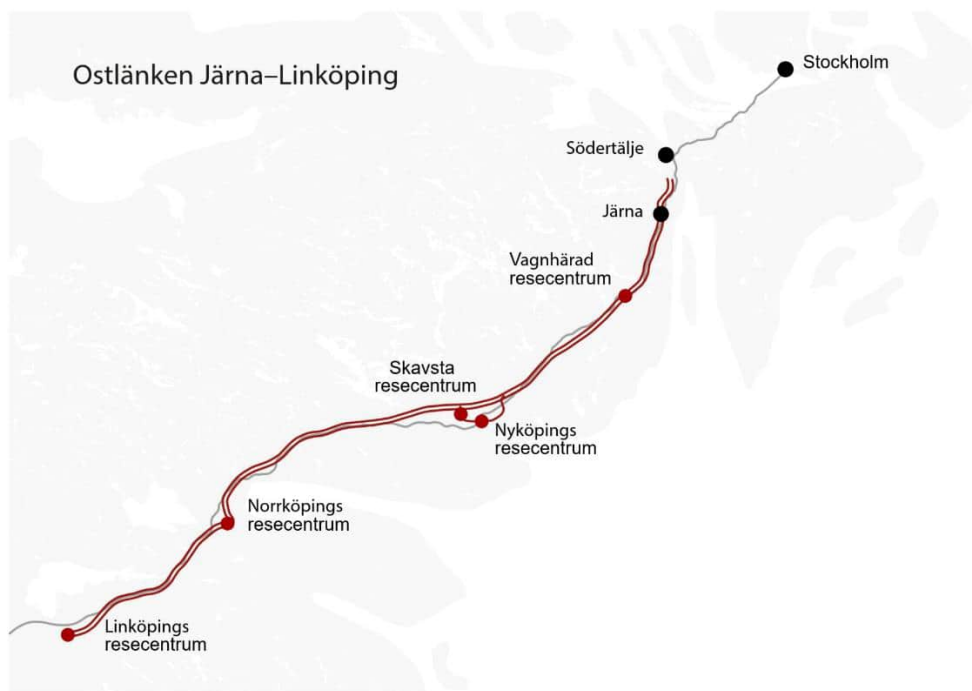 Ostlänken Järna–Linköping
Stockholm
Södertälje
Järna
Vagnhärad
resecentrum
Skavsta
resecentrum
Nyköpings
resecentrum
Norrköpings
resecentrum
Linköpings
resecentrum